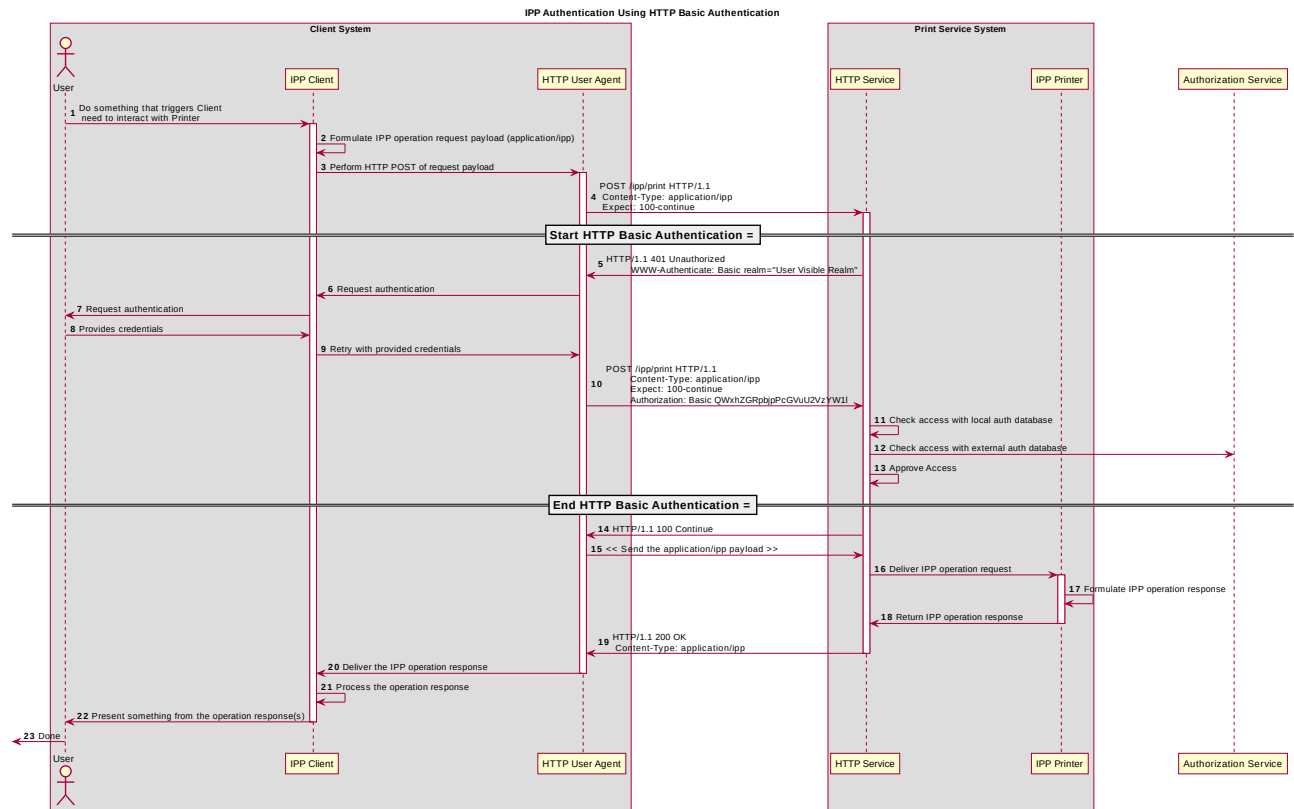 IPP Authentication Using HTTP Basic Authentication
Client System
Print Service System
User
IPP Client
HTTP User Agent
HTTP Service
IPP Printer
Authorization Service
1 Do something that triggers Client
need to interact with Printer
2 Formulate IPP operation request payload (application/ipp)
3 Perform HTTP POST of request payload
POST /ipp/print HTTP/1.1
4 Content-Type: application/ipp
Expect: 100-continue
Start HTTP Basic Authentication =
5 HTTP/1.1 401 Unauthorized
WWW-Authenticate: Basic realm="User Visible Realm"
6 Request authentication
7 Request authentication
8 Provides credentials
9 Retry with provided credentials
POST /ipp/print HTTP/1.1
Content-Type: application/ipp
10 Expect: 100-continue
Authorization: Basic QWxhZGRpbjpPcGVuU2VzYW1l
11 Check access with local auth database
12 Check access with external auth database
13 Approve Access
End HTTP Basic Authentication =
14 HTTP/1.1 100 Continue
15 << Send the application/ipp payload >>
16 Deliver IPP operation request
17 Formulate IPP operation response
18 Return IPP operation response
19 HTTP/1.1 200 OK
Content-Type: application/ipp
20 Deliver the IPP operation response
21 Process the operation response
22 Present something from the operation response(s)
23 Done
User
IPP Client
HTTP User Agent
HTTP Service
IPP Printer
Authorization Service